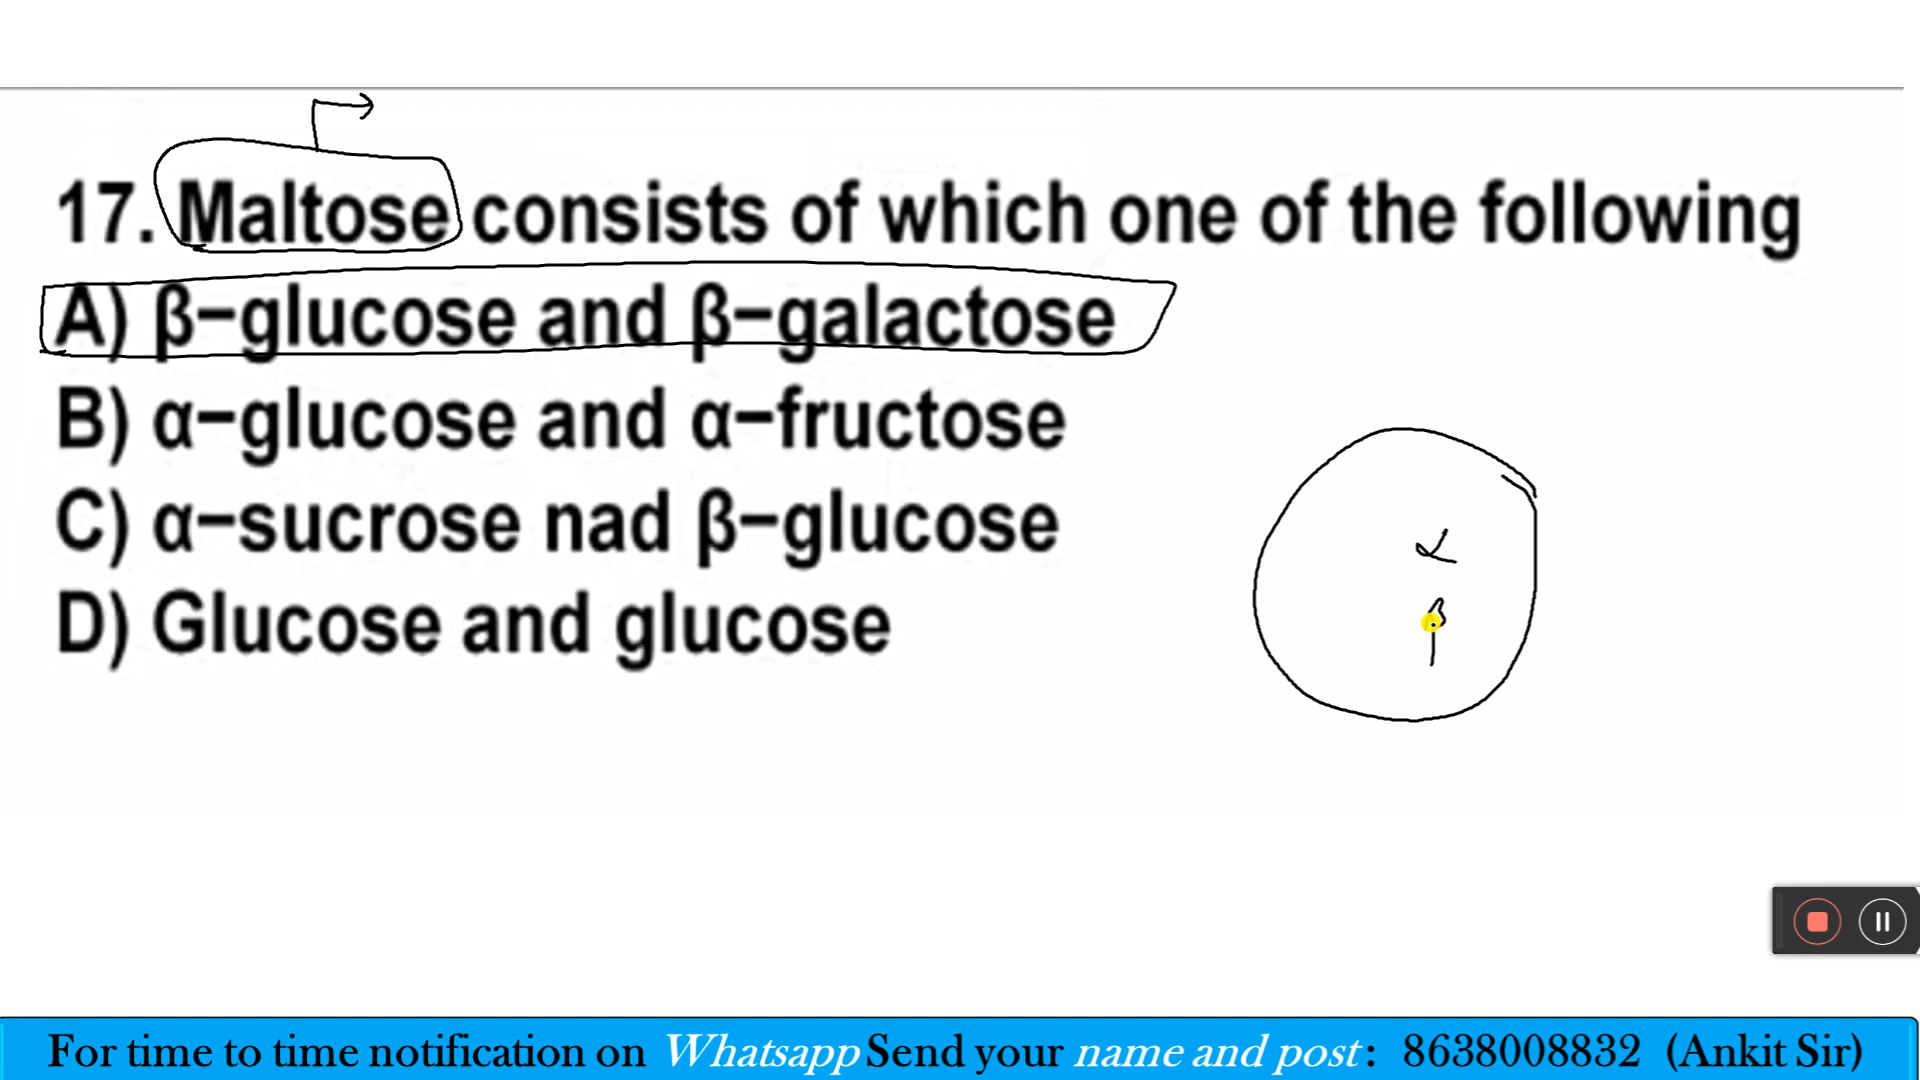 17. Maltose consists of which one of the following
A) β−glucose and β−galactose
B) α−glucose and α−fructose
C) α−sucrose nad β−glucose
D) Glucose and glucose
α
β
For time to time notification on Whatsapp Send your name and post : 8638008832 (Ankit Sir)